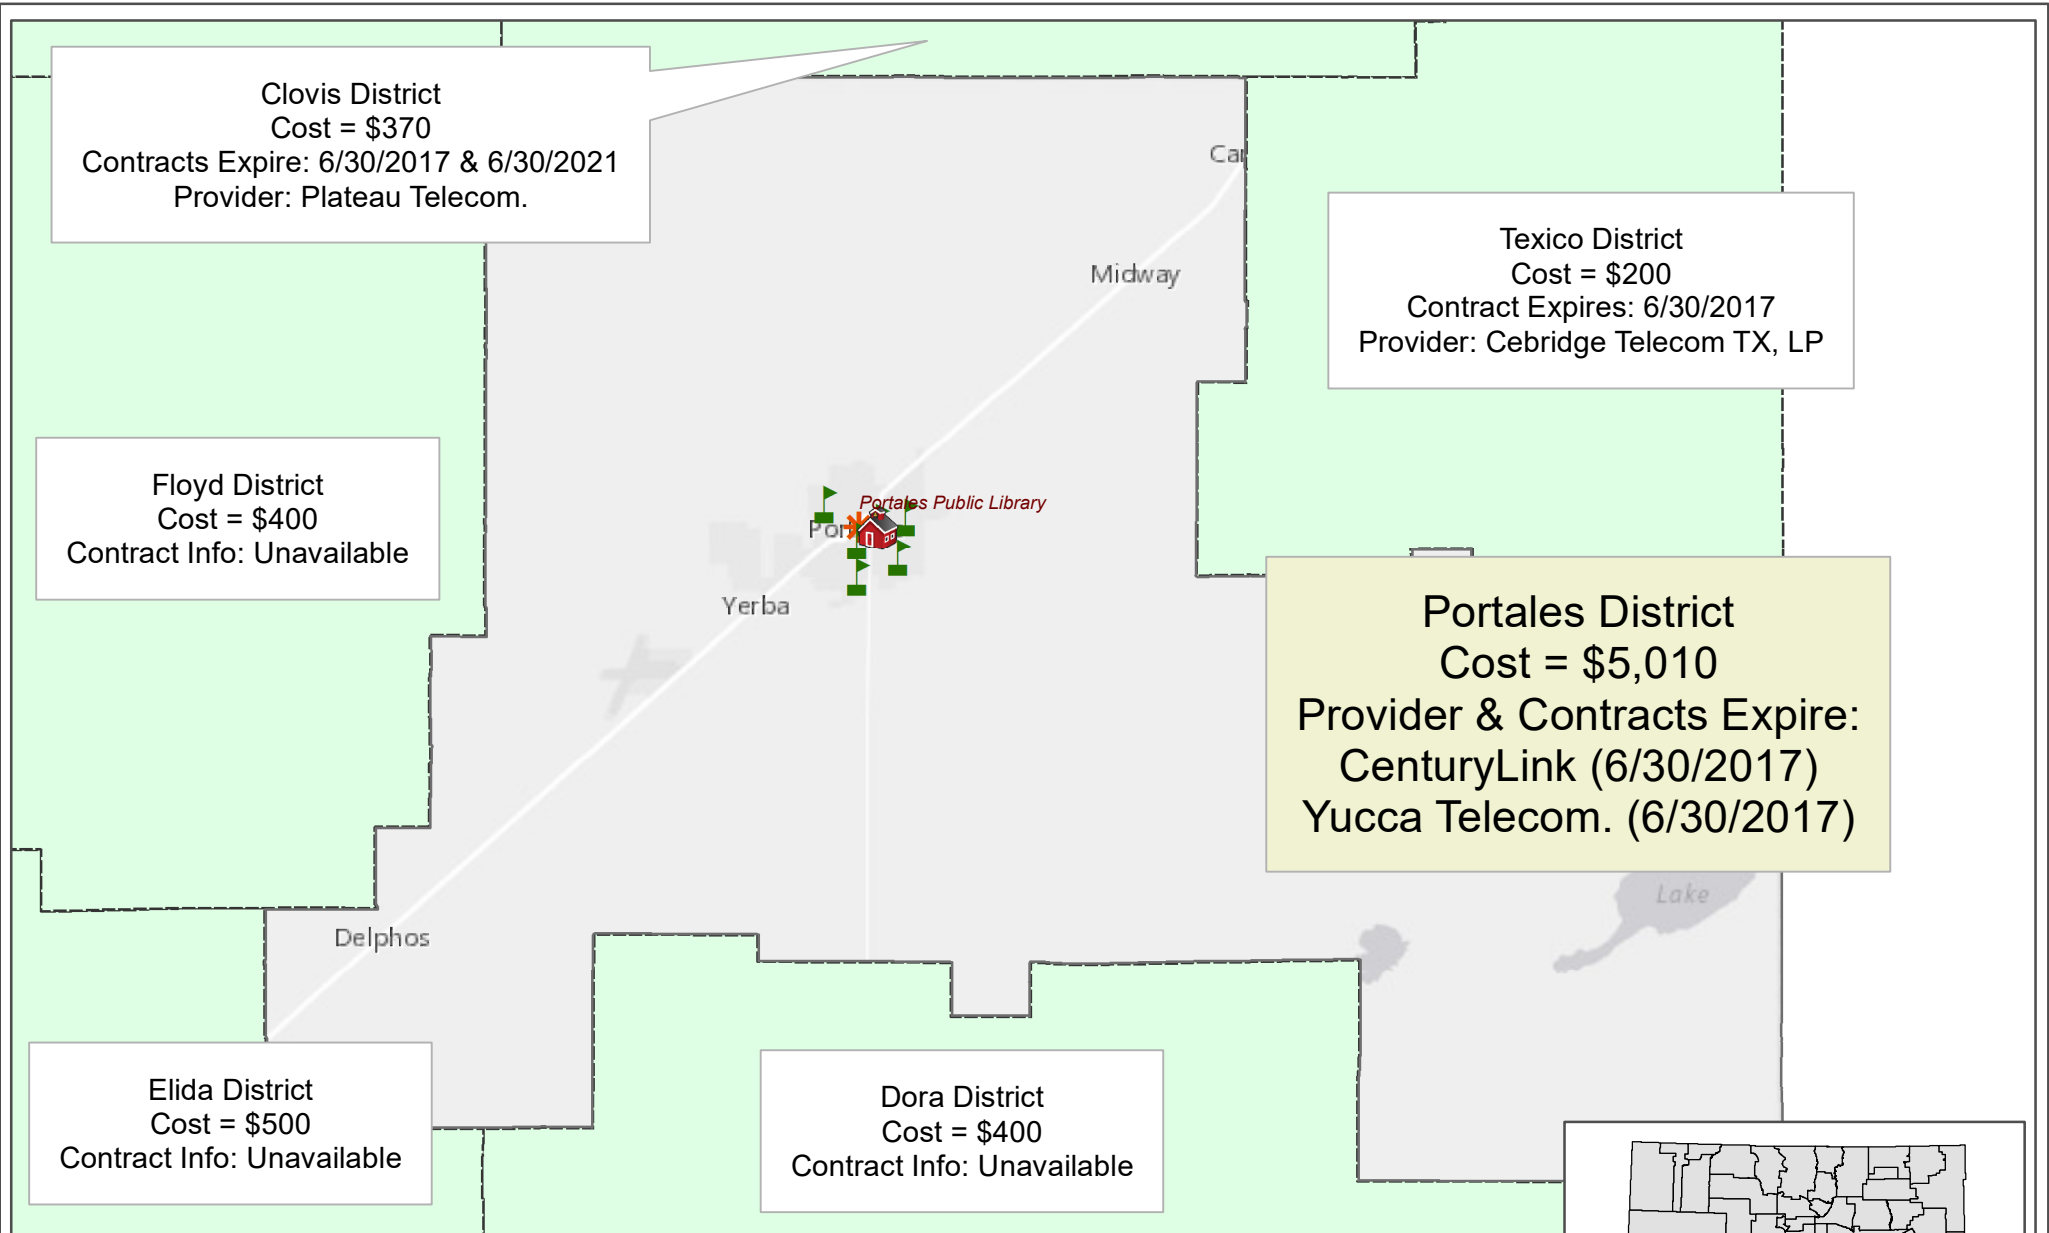 Clovis District
Cost = $370
Contracts Expire: 6/30/2017 & 6/30/2021
Provider: Plateau Telecom.
Midway
Texico District
Cost = $200
Contract Expires: 6/30/2017
Provider: Cebridge Telecom TX, LP
Floyd District
Cost = $400
Contract Info: Unavailable
Portales Public Library
Yerba
Portales District
Cost = $5,010
Provider & Contracts Expire:
CenturyLink (6/30/2017)
Yucca Telecom. (6/30/2017)
Lake
Delphos
Elida District
Cost = $500
Contract Info: Unavailable
Dora District
Cost = $400
Contract Info: Unavailable